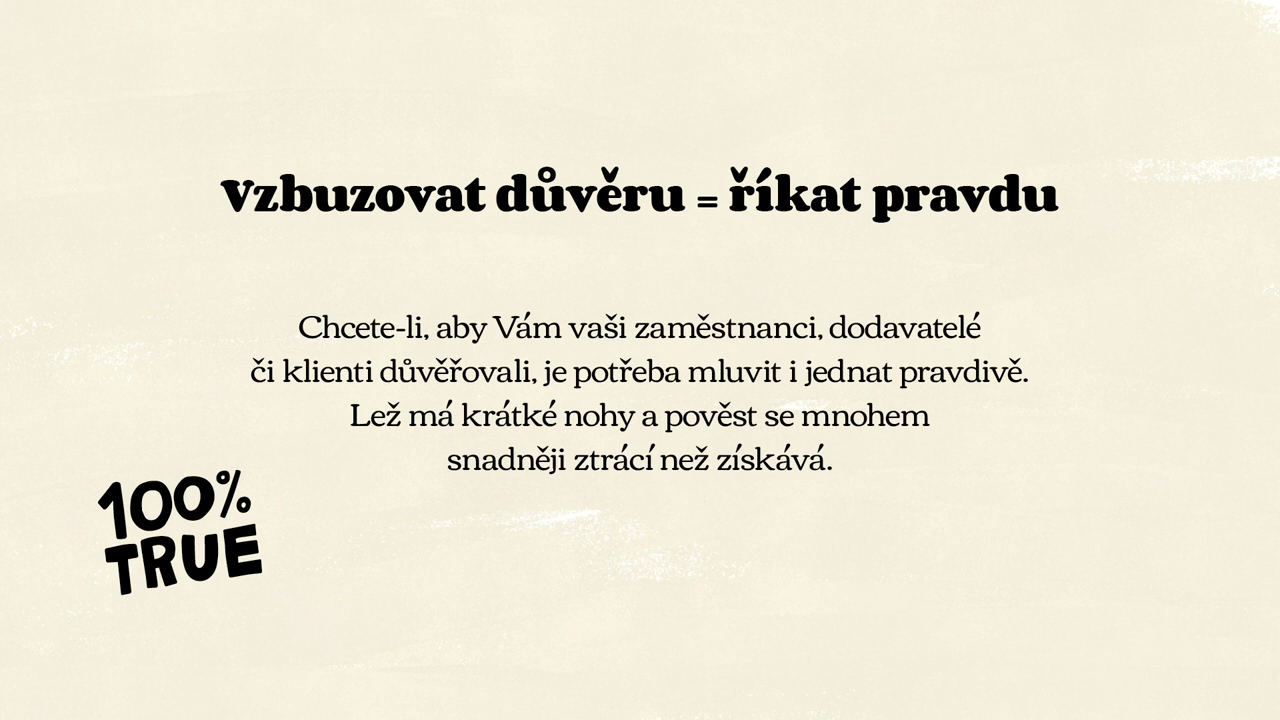 Vzbuzovat důvěru = říkat pravdu
Chcete-li, aby Vám vaši zaměstnanci, dodavatelé
či klienti důvěřovali, je potřeba mluvit i jednat pravdivě.
Lež má krátké nohy a pověst se mnohem
snadněji ztrácí než získává.
100%
TRUE